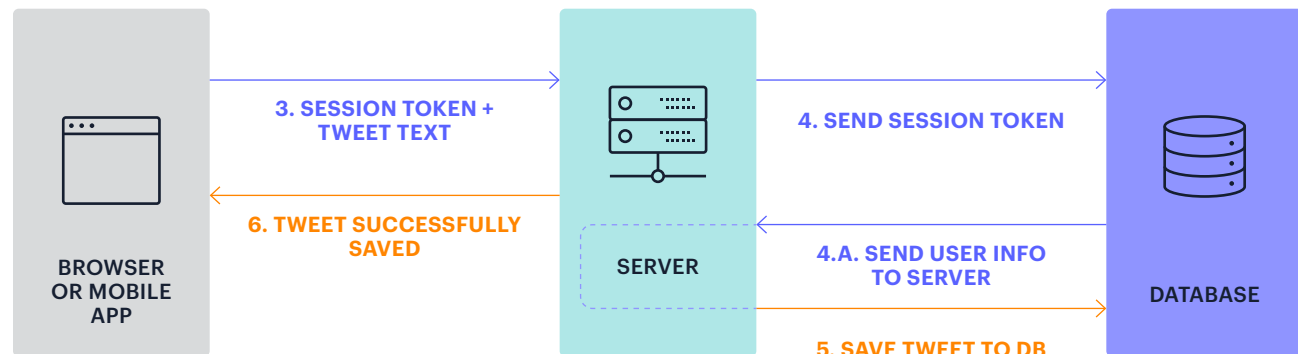 3. SESSION TOKEN +
TWEET TEXT
4. SEND SESSION TOKEN
6. TWEET SUCCESSFULLY
SAVED
4.A. SEND USER INFO
TO SERVER
BROWSER
OR MOBILE
APP
SERVER
DATABASE
5. SAVE TWEET TO DB